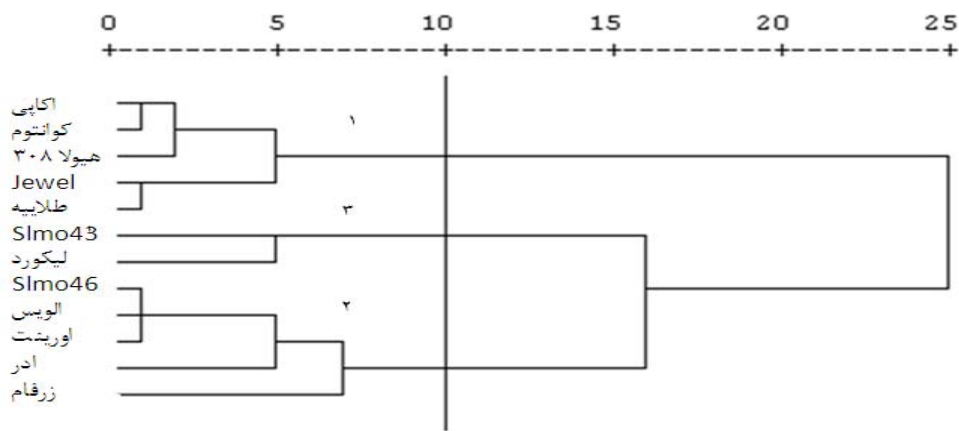 0 5 10 15 20 25
اکاپی
کوانتوم
۱
هیولا ۳۰۸
Jewel
طلاییه
۳
Slmo43
لیکورد
Slmo46
الویس
۲
اورینت
ادر
زرفام